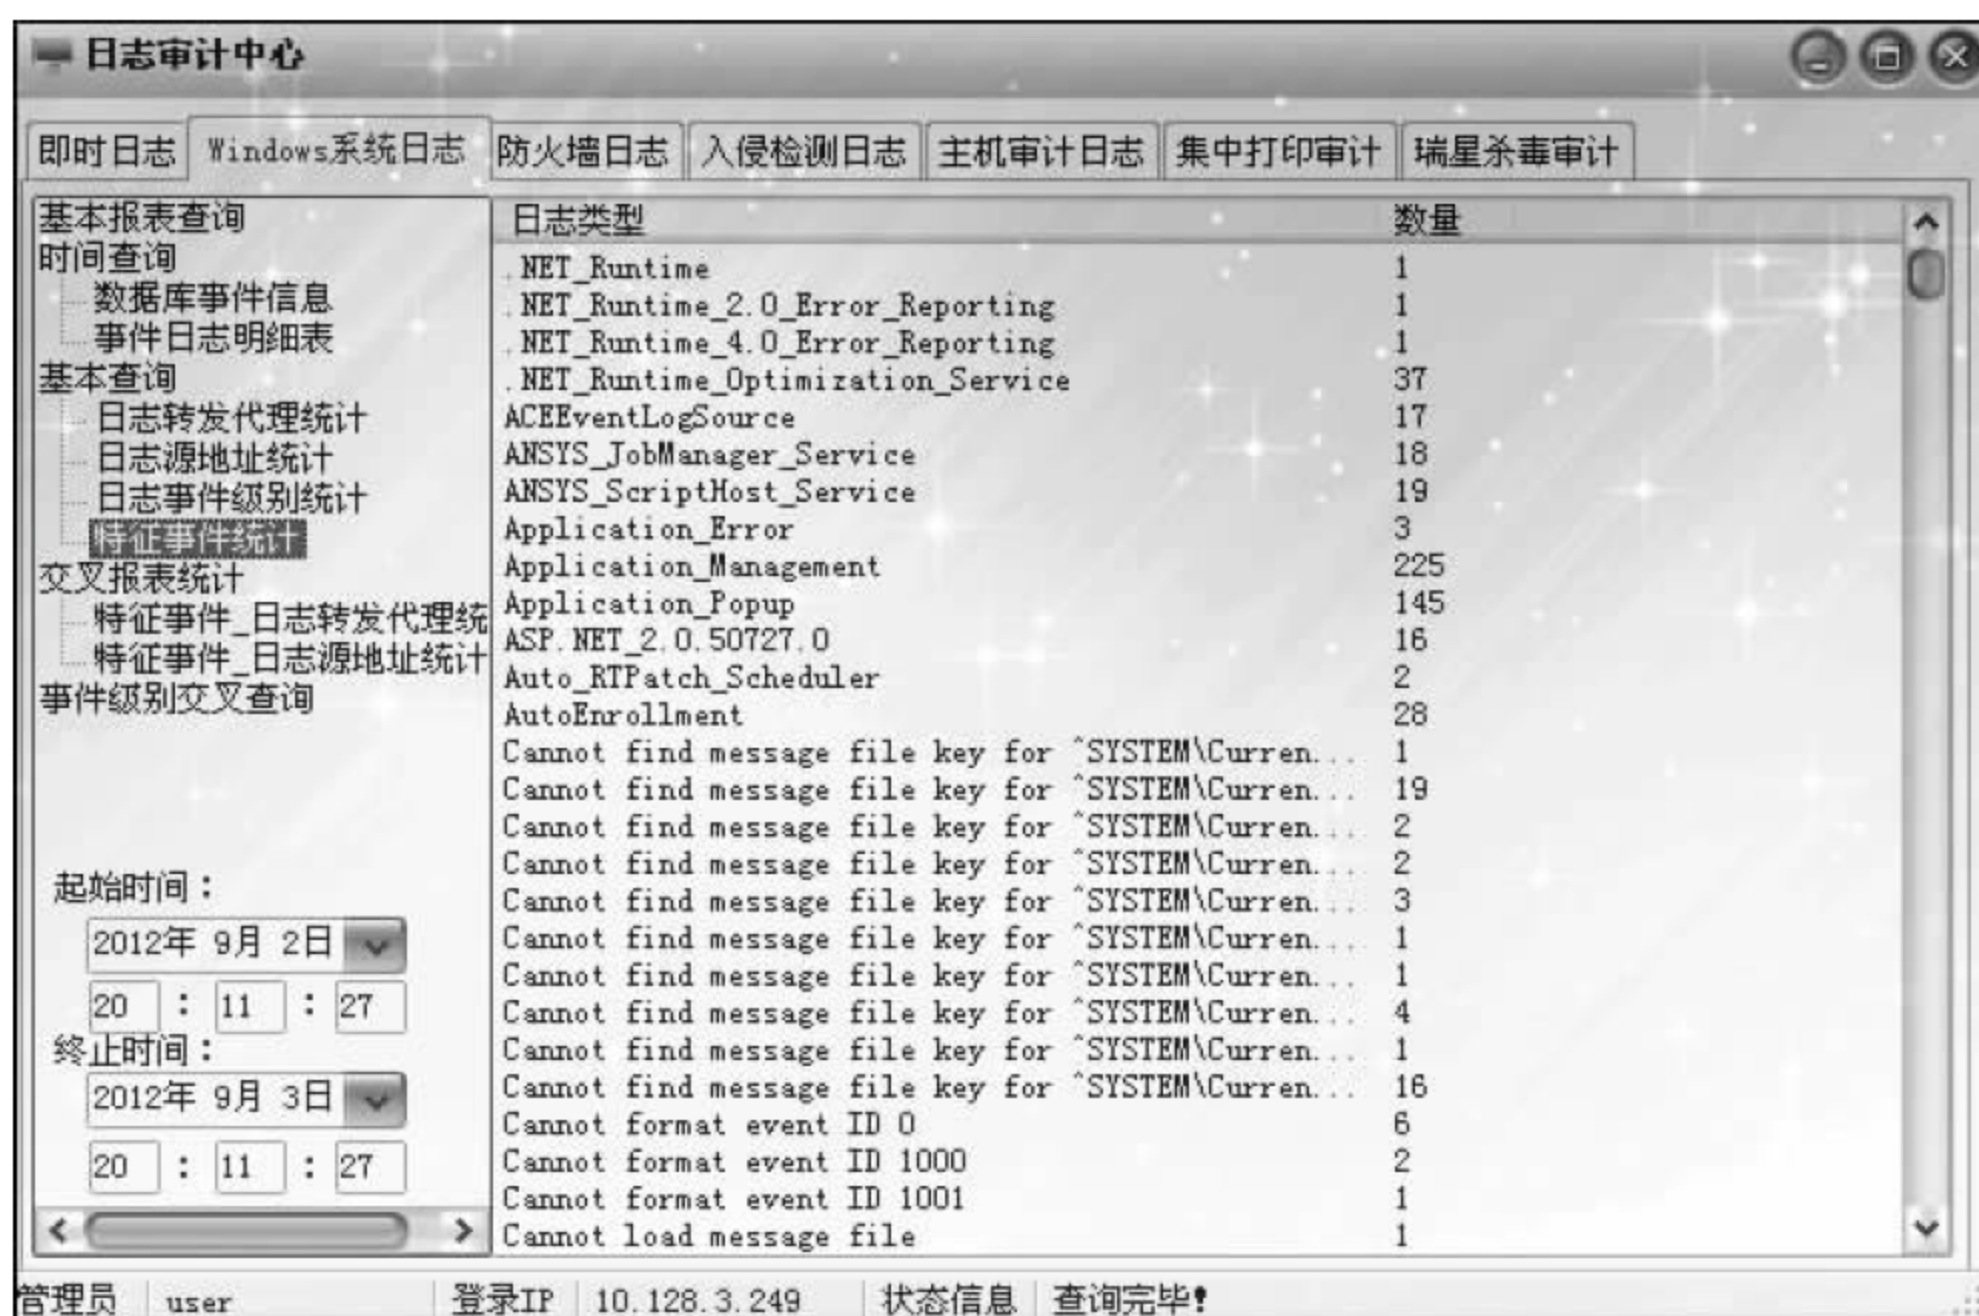 日志审计中心
即时日志 Windows系统日志 防火墙日志 入侵检测日志 主机审计日志 集中打印审计 瑞星杀毒审计
基本报表查询
时间查询
数据库事件信息
事件日志明细表
基本查询
日志转发代理统计
日志源地址统计
日志事件级别统计
特征事件统计
交叉报表统计
特征事件_日志转发代理统
特征事件_日志源地址统计
事件级别交叉查询
起始时间：
2012年 9月 2日
20 : 11 : 27
终止时间：
2012年 9月 3日
20 : 11 : 27
日志类型 数量
.NET_Runtime 1
.NET_Runtime_2.0_Error_Reporting 1
.NET_Runtime_4.0_Error_Reporting 1
.NET_Runtime_Optimization_Service 37
ACEEventLogSource 17
ANSYS_JobManager_Service 18
ANSYS_ScriptHost_Service 19
Application_Error 3
Application_Management 225
Application_Popup 145
ASP.NET_2.0.50727.0 16
Auto_RTPatch_Scheduler 2
AutoEnrollment 28
Cannot find message file key for ^SYSTEM\Curren... 1
Cannot find message file key for ^SYSTEM\Curren... 19
Cannot find message file key for ^SYSTEM\Curren... 2
Cannot find message file key for ^SYSTEM\Curren... 2
Cannot find message file key for ^SYSTEM\Curren... 3
Cannot find message file key for ^SYSTEM\Curren... 1
Cannot find message file key for ^SYSTEM\Curren... 1
Cannot find message file key for ^SYSTEM\Curren... 4
Cannot find message file key for ^SYSTEM\Curren... 1
Cannot find message file key for ^SYSTEM\Curren... 16
Cannot format event ID 0 6
Cannot format event ID 1000 2
Cannot format event ID 1001 1
Cannot load message file 1
管理员 user 登录IP 10.128.3.249 状态信息 查询完毕!